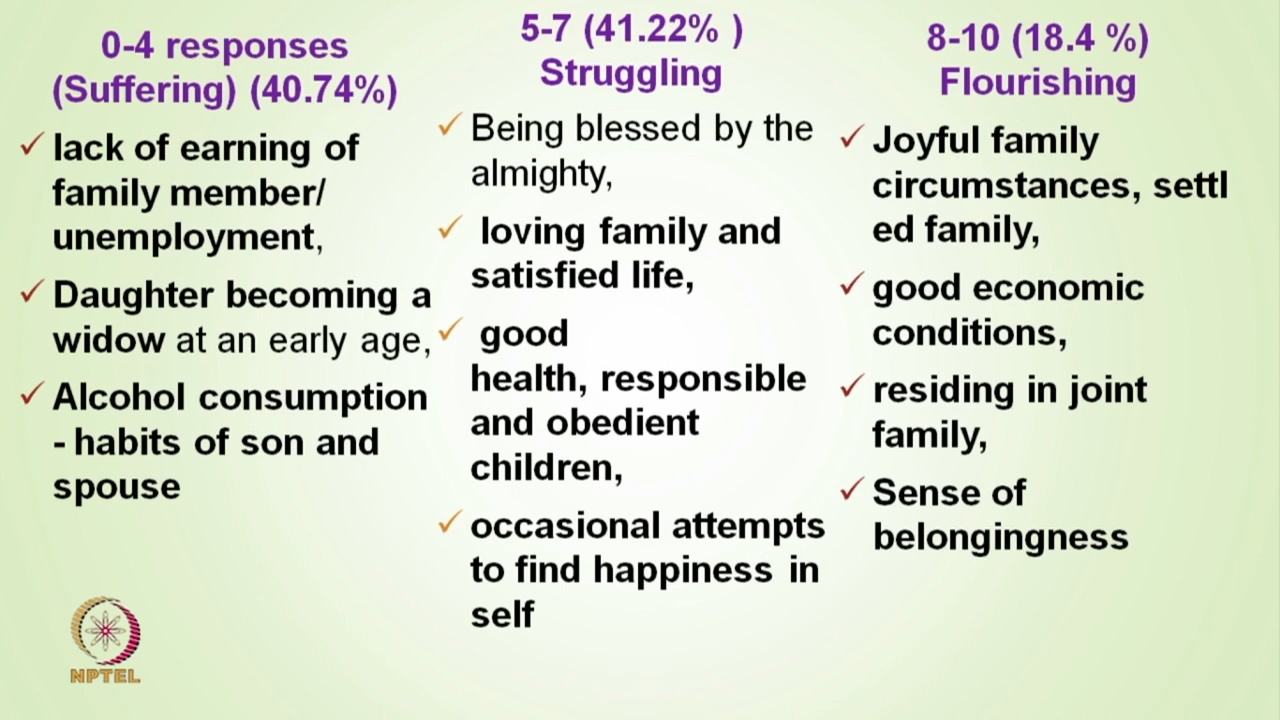 0-4 responses
(Suffering) (40.74%)
lack of earning of
family member/
unemployment,
Daughter becoming a
widow at an early age,
Alcohol consumption
- habits of son and
spouse
5-7 (41.22% )
Struggling
Being blessed by the
almighty,
loving family and
satisfied life,
good
health, responsible
and obedient
children,
occasional attempts
to find happiness in
self
8-10 (18.4 %)
Flourishing
Joyful family
circumstances, settl
ed family,
good economic
conditions,
residing in joint
family,
Sense of
belongingness
NPTEL